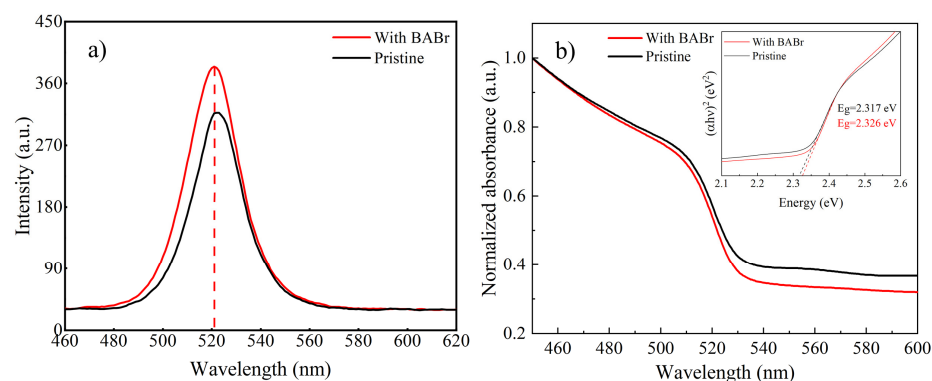 a)
With BABr
Pristine
450
360
270
180
90
0
Intensity (a.u.)
460 480 500 520 540 560 580 600 620
Wavelength (nm)
b)
With BABr
Pristine
1.0
0.8
0.6
0.4
0.2
Normalized absorbance (a.u.)
460 480 500 520 540 560 580 600
Wavelength (nm)
With BABr
Pristine
(αhν)² (eV²)
Eg=2.317 eV
Eg=2.326 eV
2.1 2.2 2.3 2.4 2.5 2.6
Energy (eV)